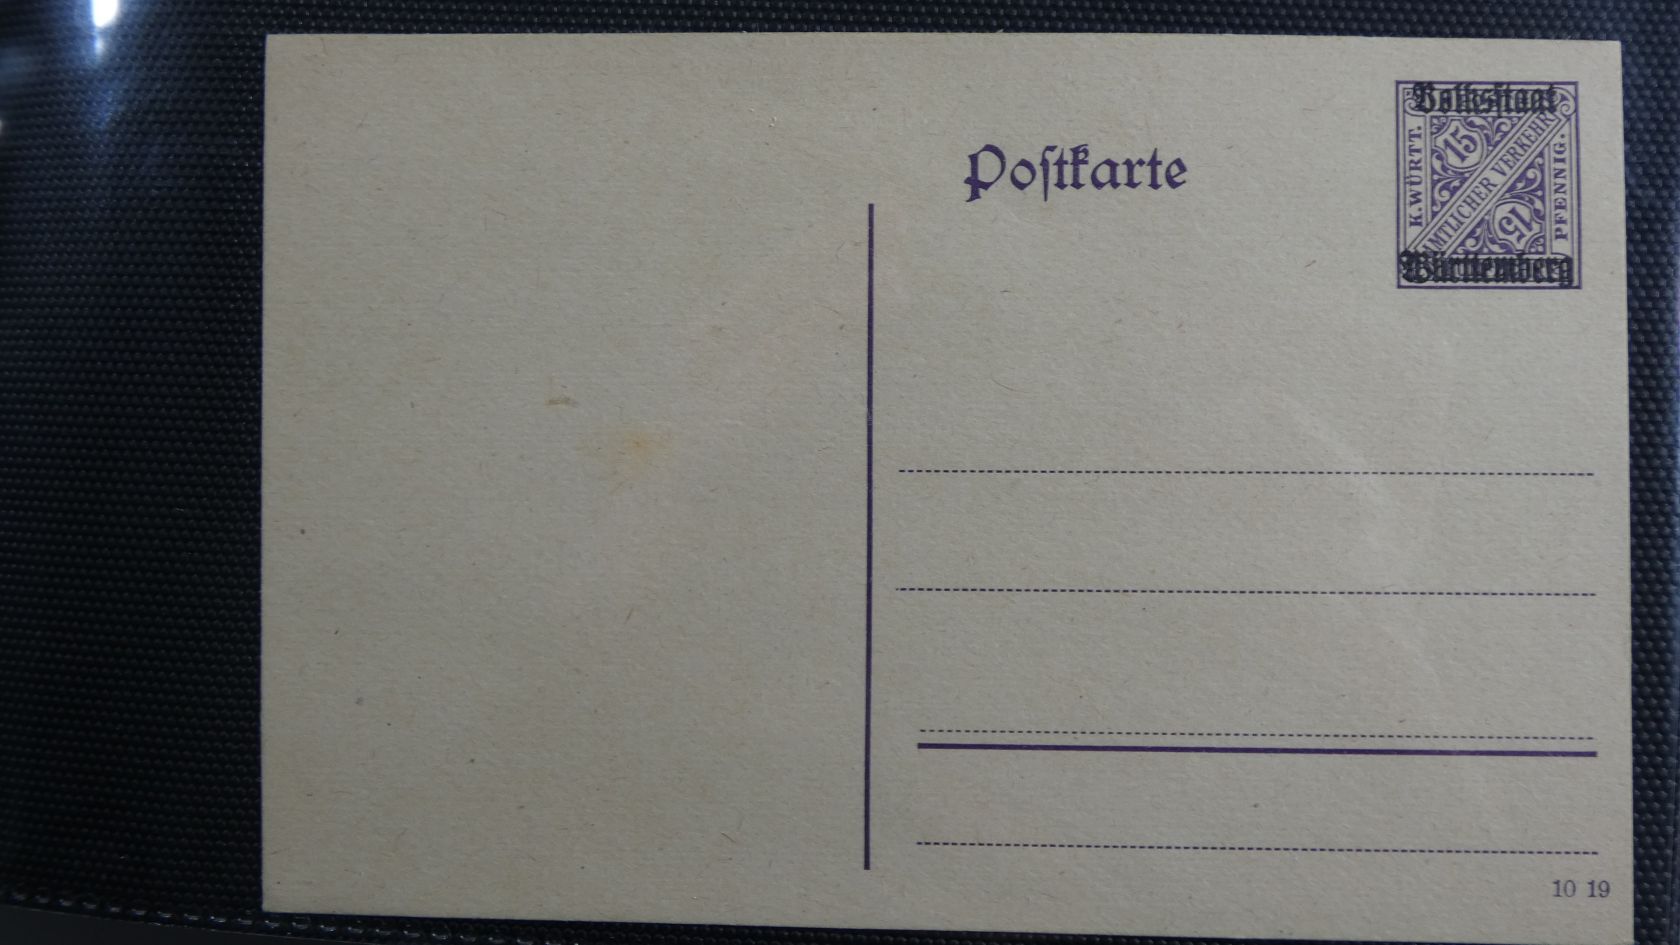 Postkarte
Volksstaat
K. WÜRTT.
15
AMTLICHER VERKEHR
15
PFENNIG.
Württemberg
10 19